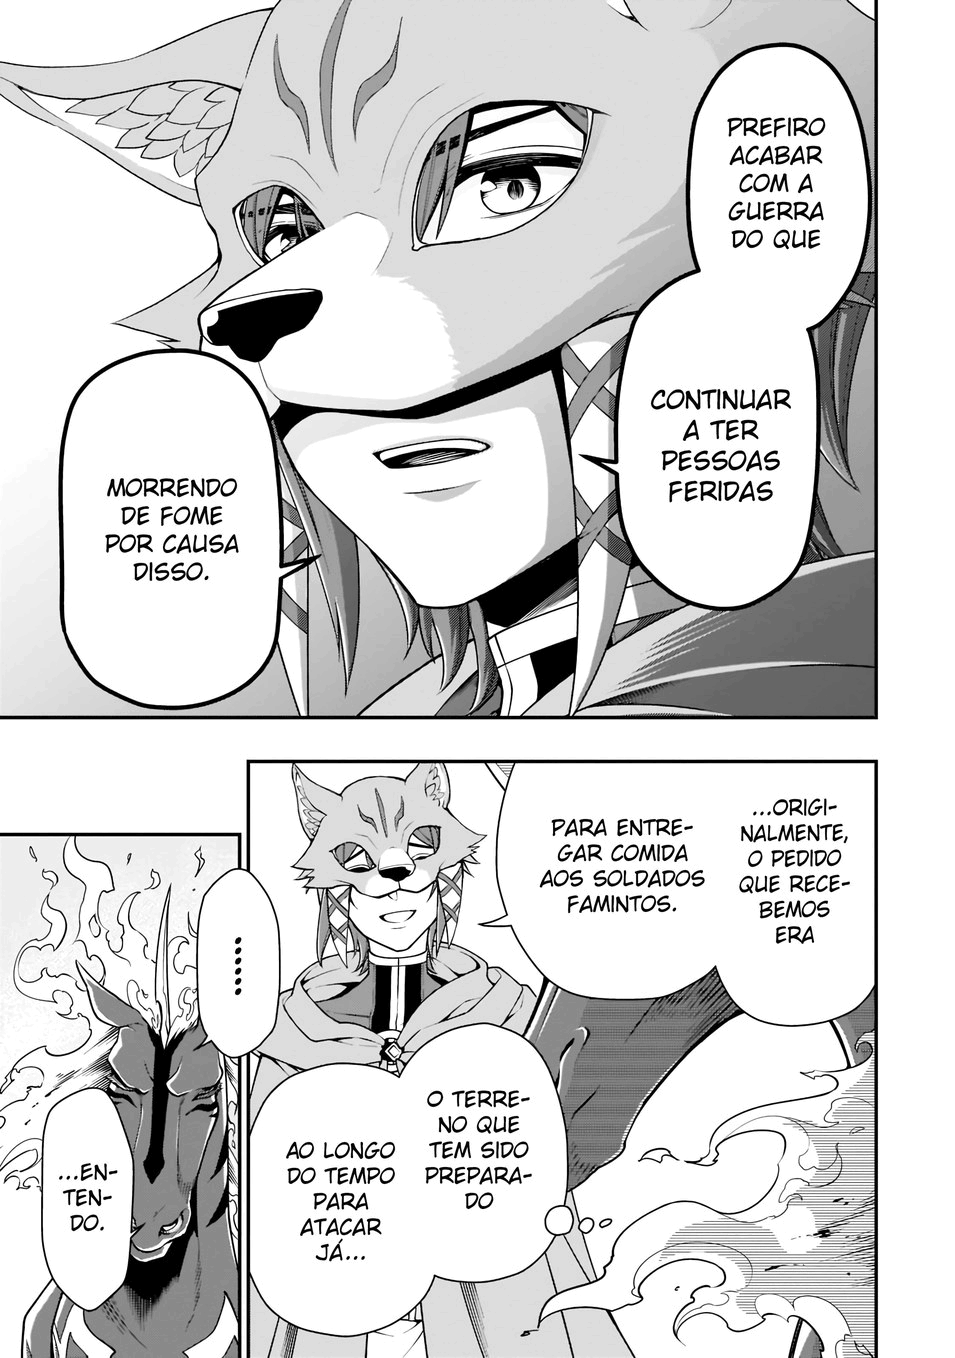 PREFIRO
ACABAR
COM A
GUERRA
DO QUE
CONTINUAR
A TER
PESSOAS
FERIDAS
MORRENDO
DE FOME
POR CAUSA
DISSO.
...ORIGI-
NALMENTE,
O PEDIDO
QUE RECE-
BEMOS
ERA
PARA ENTRE-
GAR COMIDA
AOS SOLDADOS
FAMINTOS.
O TERRE-
NO QUE
TEM SIDO
PREPARA-
DO
AO LONGO
DO TEMPO
PARA
ATACAR
JÁ...
......
...EN-
TEN-
DO.